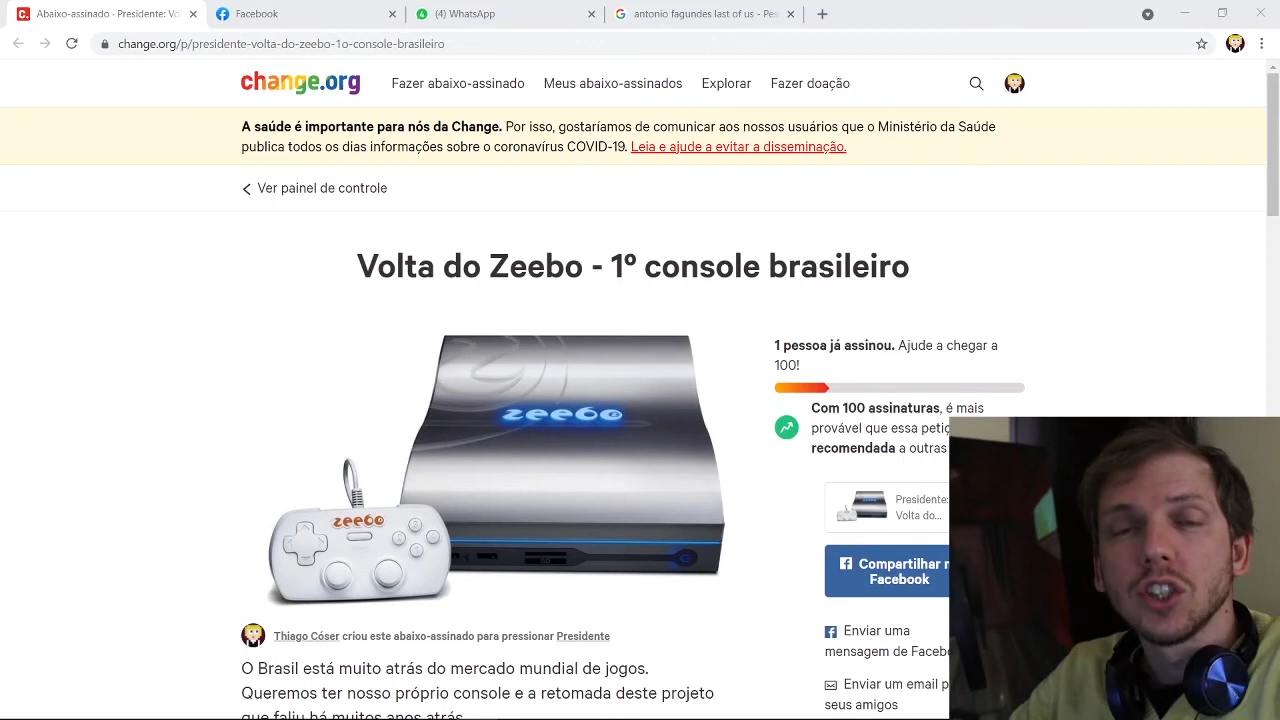 Abaixo-assinado · Presidente: Vol
Facebook
(4) WhatsApp
antonio fagundes last of us - Pes
change.org/p/presidente-volta-do-zeebo-1o-console-brasileiro
change.org
Fazer abaixo-assinado
Meus abaixo-assinados
Explorar
Fazer doação
A saúde é importante para nós da Change. Por isso, gostaríamos de comunicar aos nossos usuários que o Ministério da Saúde
publica todos os dias informações sobre o coronavírus COVID-19. Leia e ajude a evitar a disseminação.
Ver painel de controle
Volta do Zeebo - 1º console brasileiro
zeebo
zeebo
1 pessoa já assinou. Ajude a chegar a
100!
Com 100 assinaturas, é mais
provável que essa petiç
recomendada a outras
Presidente:
Volta do...
Compartilhar n
Facebook
Enviar uma
mensagem de Facebo
Enviar um email p
seus amigos
Thiago Cóser criou este abaixo-assinado para pressionar Presidente
O Brasil está muito atrás do mercado mundial de jogos.
Queremos ter nosso próprio console e a retomada deste projeto
que faliu há muitos anos atrás.